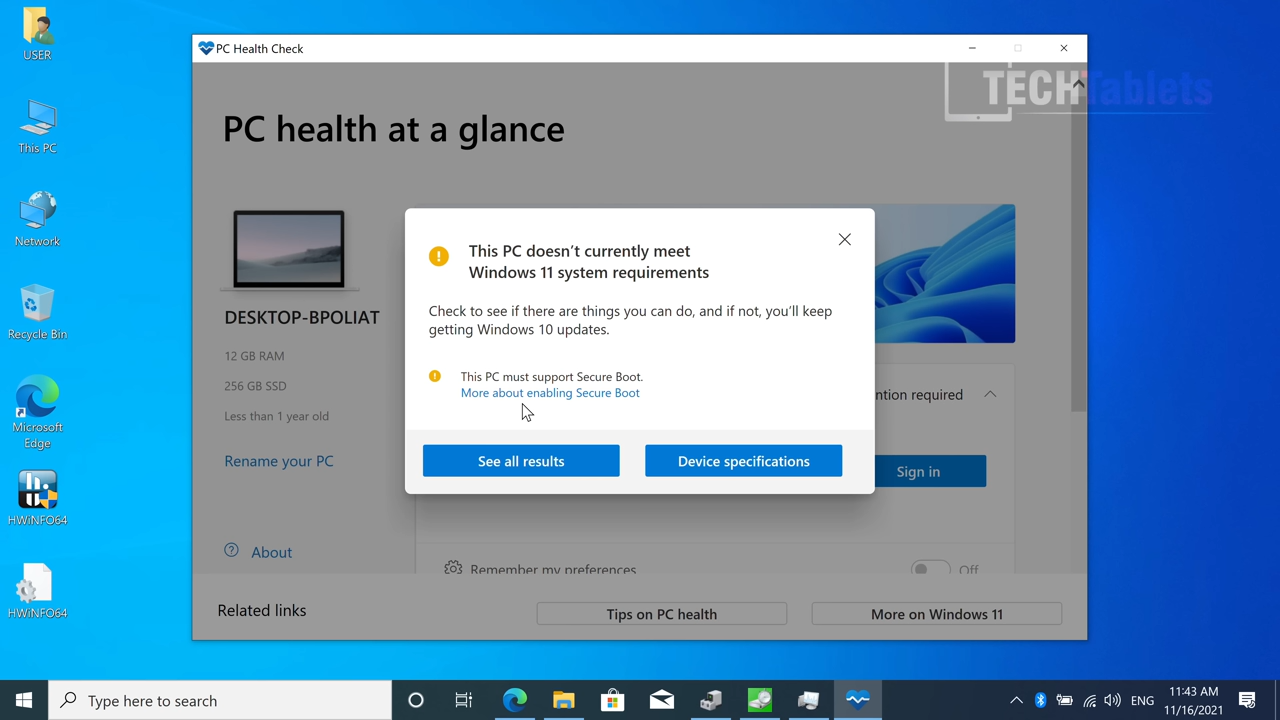 USER
This PC
Network
Recycle Bin
Microsoft
Edge
HWiNFO64
HWiNFO64
PC Health Check
TECHTablets
PC health at a glance
DESKTOP-BPOLIAT
12 GB RAM
256 GB SSD
Less than 1 year old
Rename your PC
About
This PC doesn't currently meet
Windows 11 system requirements
Check to see if there are things you can do, and if not, you'll keep
getting Windows 10 updates.
This PC must support Secure Boot.
More about enabling Secure Boot
See all results
Device specifications
required
Sign in
Remember my preferences
Off
Related links
Tips on PC health
More on Windows 11
Type here to search
ENG
11:43 AM
11/16/2021